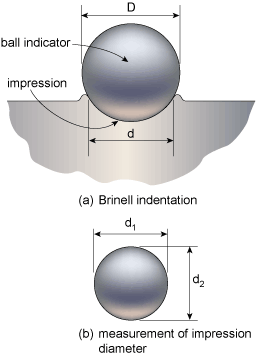 D
ball indicator
impression
d
(a) Brinell indentation
d1
d2
(b) measurement of impression
diameter